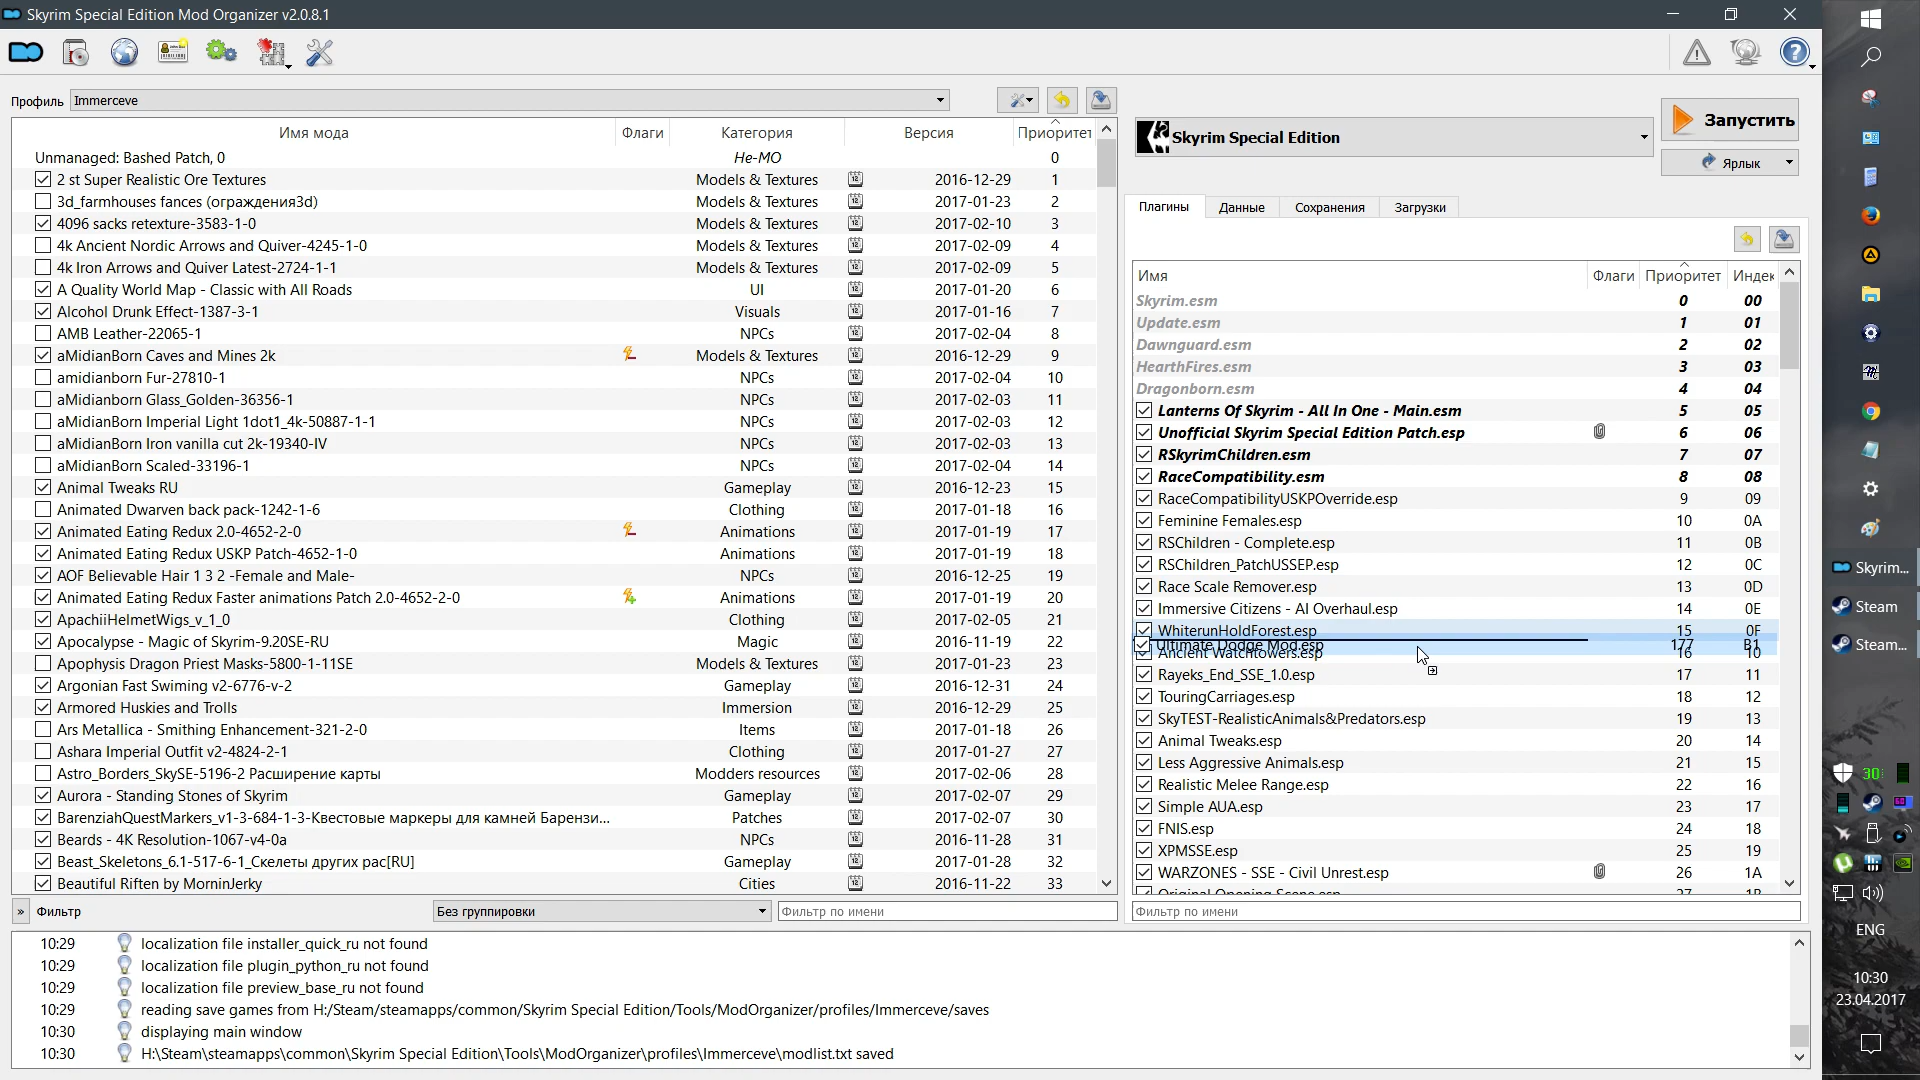 Skyrim Special Edition Mod Organizer v2.0.8.1
Профиль Immerceve
Имя мода Флаги Категория Версия Приоритет
Unmanaged: Bashed Patch, 0 Не-МО 0
2 st Super Realistic Ore Textures Models & Textures 2016-12-29 1
3d_farmhouses fances (ограждения3d) Models & Textures 2017-01-23 2
4096 sacks retexture-3583-1-0 Models & Textures 2017-02-10 3
4k Ancient Nordic Arrows and Quiver-4245-1-0 Models & Textures 2017-02-09 4
4k Iron Arrows and Quiver Latest-2724-1-1 Models & Textures 2017-02-09 5
A Quality World Map - Classic with All Roads UI 2017-01-20 6
Alcohol Drunk Effect-1387-3-1 Visuals 2017-01-16 7
AMB Leather-22065-1 NPCs 2017-02-04 8
aMidianBorn Caves and Mines 2k Models & Textures 2016-12-29 9
amidianborn Fur-27810-1 NPCs 2017-02-04 10
aMidianborn Glass_Golden-36356-1 NPCs 2017-02-03 11
aMidianBorn Imperial Light 1dot1_4k-50887-1-1 NPCs 2017-02-03 12
aMidianBorn Iron vanilla cut 2k-19340-IV NPCs 2017-02-03 13
aMidianBorn Scaled-33196-1 NPCs 2017-02-04 14
Animal Tweaks RU Gameplay 2016-12-23 15
Animated Dwarven back pack-1242-1-6 Clothing 2017-01-18 16
Animated Eating Redux 2.0-4652-2-0 Animations 2017-01-19 17
Animated Eating Redux USKP Patch-4652-1-0 Animations 2017-01-19 18
AOF Believable Hair 1 3 2 -Female and Male- NPCs 2016-12-25 19
Animated Eating Redux Faster animations Patch 2.0-4652-2-0 Animations 2017-01-19 20
ApachiiHelmetWigs_v_1_0 Clothing 2017-02-05 21
Apocalypse - Magic of Skyrim-9.20SE-RU Magic 2016-11-19 22
Apophysis Dragon Priest Masks-5800-1-11SE Models & Textures 2017-01-23 23
Argonian Fast Swiming v2-6776-v-2 Gameplay 2016-12-31 24
Armored Huskies and Trolls Immersion 2016-12-29 25
Ars Metallica - Smithing Enhancement-321-2-0 Items 2017-01-18 26
Ashara Imperial Outfit v2-4824-2-1 Clothing 2017-01-27 27
Astro_Borders_SkySE-5196-2 Расширение карты Modders resources 2017-02-06 28
Aurora - Standing Stones of Skyrim Gameplay 2017-02-07 29
BarenziahQuestMarkers_v1-3-684-1-3-Квестовые маркеры для камней Барензи... Patches 2017-02-07 30
Beards - 4K Resolution-1067-v4-0a NPCs 2016-11-28 31
Beast_Skeletons_6.1-517-6-1_Скелеты других рас[RU] Gameplay 2017-01-28 32
Beautiful Riften by MorninJerky Cities 2016-11-22 33
» Фильтр Без группировки Фильтр по имени
Skyrim Special Edition
Запустить
Ярлык
Плагины Данные Сохранения Загрузки
Имя Флаги Приоритет Индек
Skyrim.esm 0 00
Update.esm 1 01
Dawnguard.esm 2 02
HearthFires.esm 3 03
Dragonborn.esm 4 04
Lanterns Of Skyrim - All In One - Main.esm 5 05
Unofficial Skyrim Special Edition Patch.esp 6 06
RSkyrimChildren.esm 7 07
RaceCompatibility.esm 8 08
RaceCompatibilityUSKPOverride.esp 9 09
Feminine Females.esp 10 0A
RSChildren - Complete.esp 11 0B
RSChildren_PatchUSSEP.esp 12 0C
Race Scale Remover.esp 13 0D
Immersive Citizens - AI Overhaul.esp 14 0E
WhiterunHoldForest.esp 15 0F
Ultimate Dodge Mod.esp 177 B1
Ancient Watchtowers.esp 16 10
Rayeks_End_SSE_1.0.esp 17 11
TouringCarriages.esp 18 12
SkyTEST-RealisticAnimals&Predators.esp 19 13
Animal Tweaks.esp 20 14
Less Aggressive Animals.esp 21 15
Realistic Melee Range.esp 22 16
Simple AUA.esp 23 17
FNIS.esp 24 18
XPMSSE.esp 25 19
WARZONES - SSE - Civil Unrest.esp 26 1A
Original Opening Scene.esp 27 1B
Фильтр по имени
10:29 localization file installer_quick_ru not found
10:29 localization file plugin_python_ru not found
10:29 localization file preview_base_ru not found
10:29 reading save games from H:/Steam/steamapps/common/Skyrim Special Edition/Tools/ModOrganizer/profiles/Immerceve/saves
10:30 displaying main window
10:30 H:\Steam\steamapps\common\Skyrim Special Edition\Tools\ModOrganizer\profiles\Immerceve\modlist.txt saved
Skyrim...
Steam
Steam...
30
ENG
10:30
23.04.2017